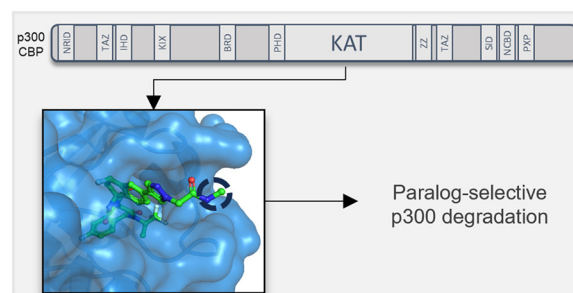 p300
CBP
NRID
TAZ
IHD
KIX
BRD
PHD
KAT
ZZ
TAZ
SID
NCBD
PXP
Paralog-selective
p300 degradation